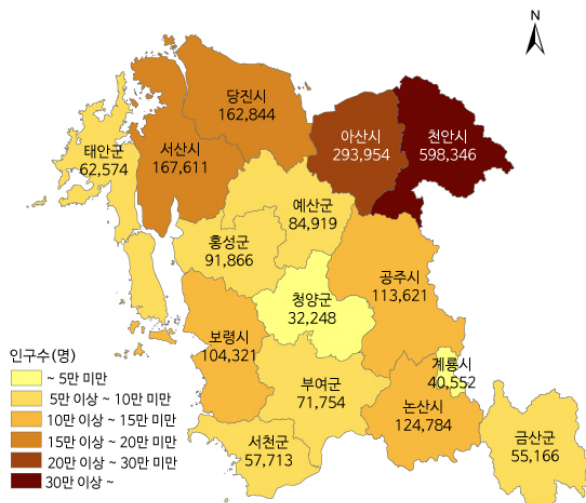 N
당진시
162,844
아산시
293,954
천안시
598,346
태안군
62,574
서산시
167,611
예산군
84,919
홍성군
91,866
공주시
113,621
청양군
32,248
보령시
104,321
계룡시
40,552
부여군
71,754
논산시
124,784
서천군
57,713
금산군
55,166
인구수(명)
~ 5만 미만
5만 이상 ~ 10만 미만
10만 이상 ~ 15만 미만
15만 이상 ~ 20만 미만
20만 이상 ~ 30만 미만
30만 이상 ~